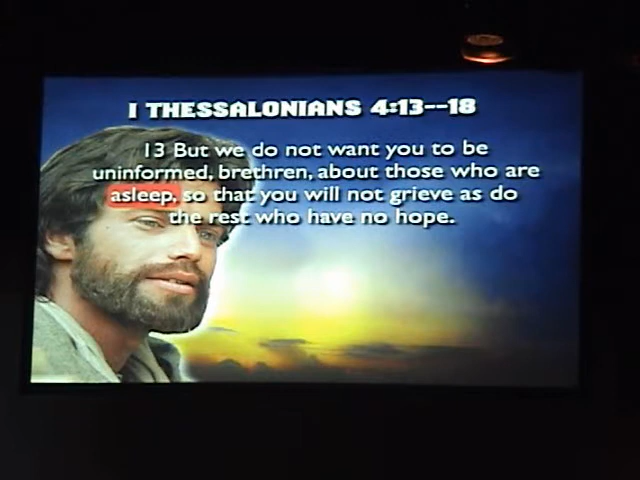 I THESSALONIANS 4:13--18
13 But we do not want you to be
uninformed, brethren, about those who are
asleep, so that you will not grieve as do
the rest who have no hope.